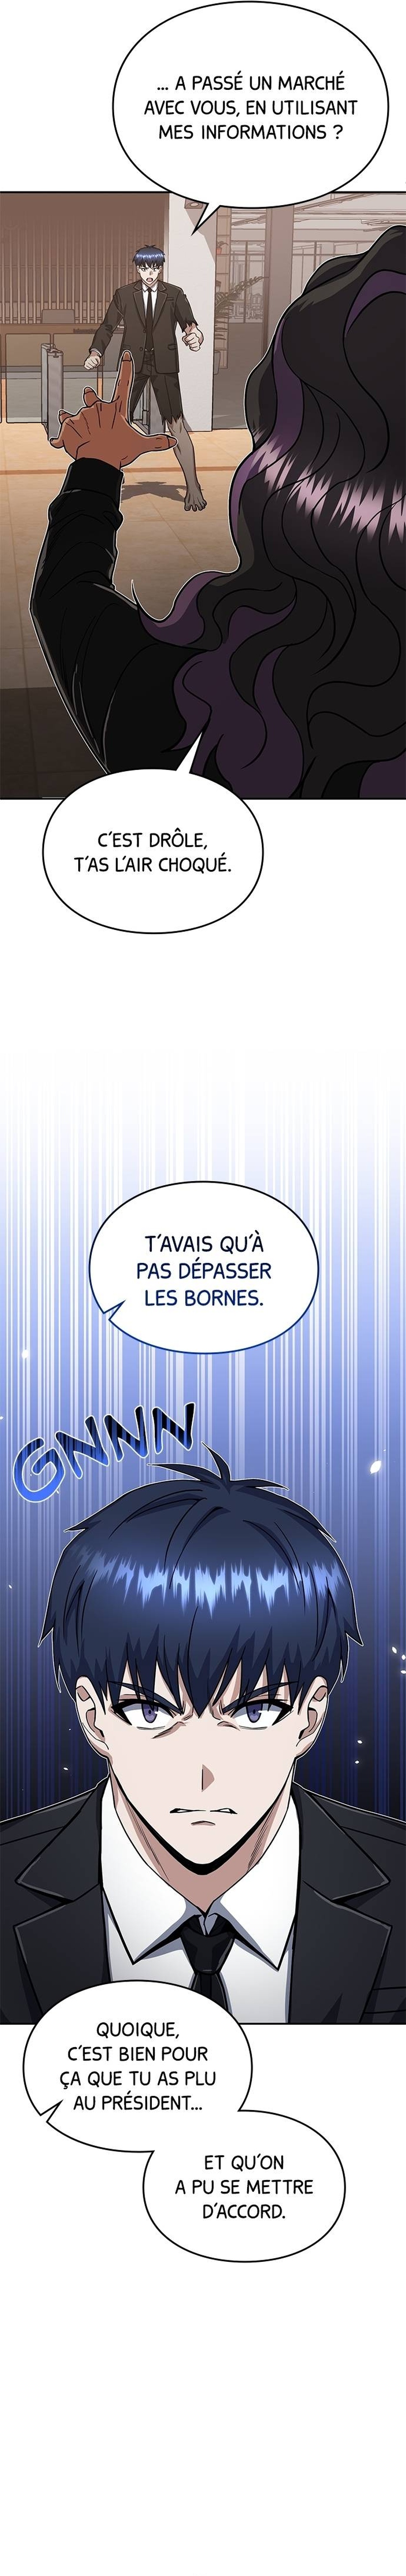 ... A PASSÉ UN MARCHÉ
AVEC VOUS, EN UTILISANT
MES INFORMATIONS ?
C'EST DRÔLE,
T'AS L'AIR CHOQUÉ.
T'AVAIS QU'À
PAS DÉPASSER
LES BORNES.
GNNNN
QUOIQUE,
C'EST BIEN POUR
ÇA QUE TU AS PLU
AU PRÉSIDENT...
ET QU'ON
A PU SE METTRE
D'ACCORD.